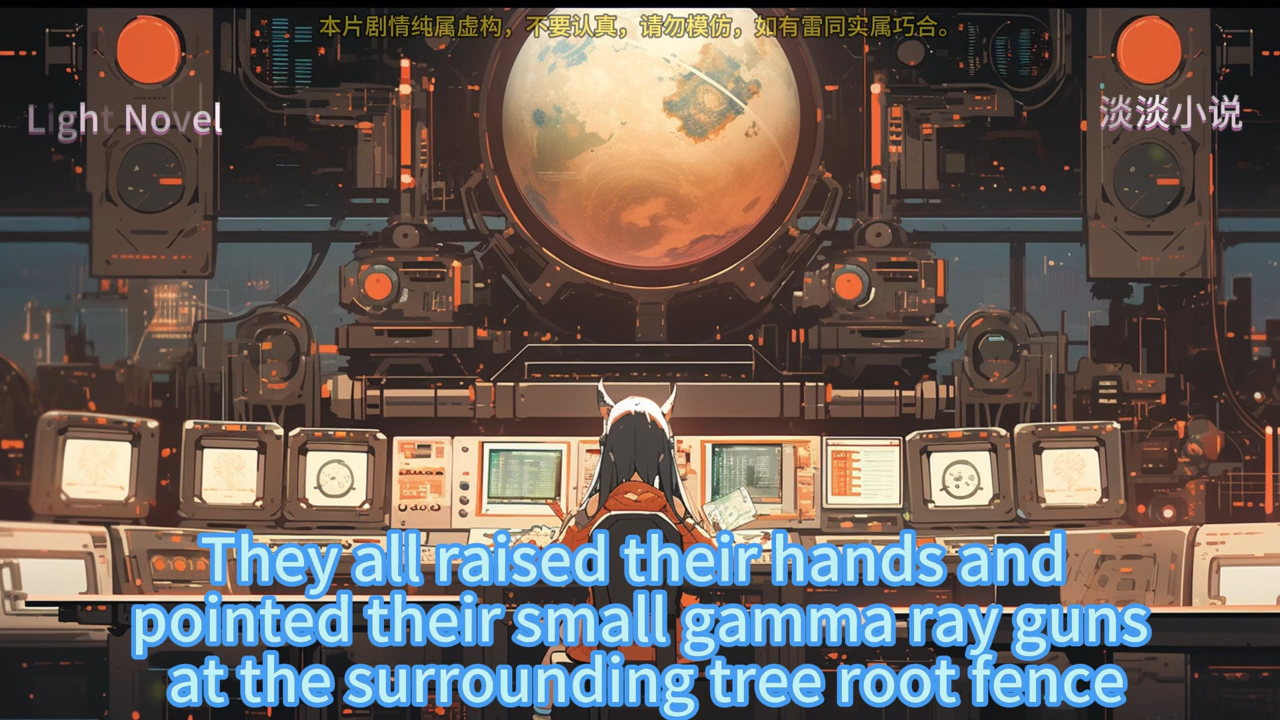 本片剧情纯属虚构，不要认真，请勿模仿，如有雷同实属巧合。
Light Novel
淡淡小说
They all raised their hands and
pointed their small gamma ray guns
at the surrounding tree root fence